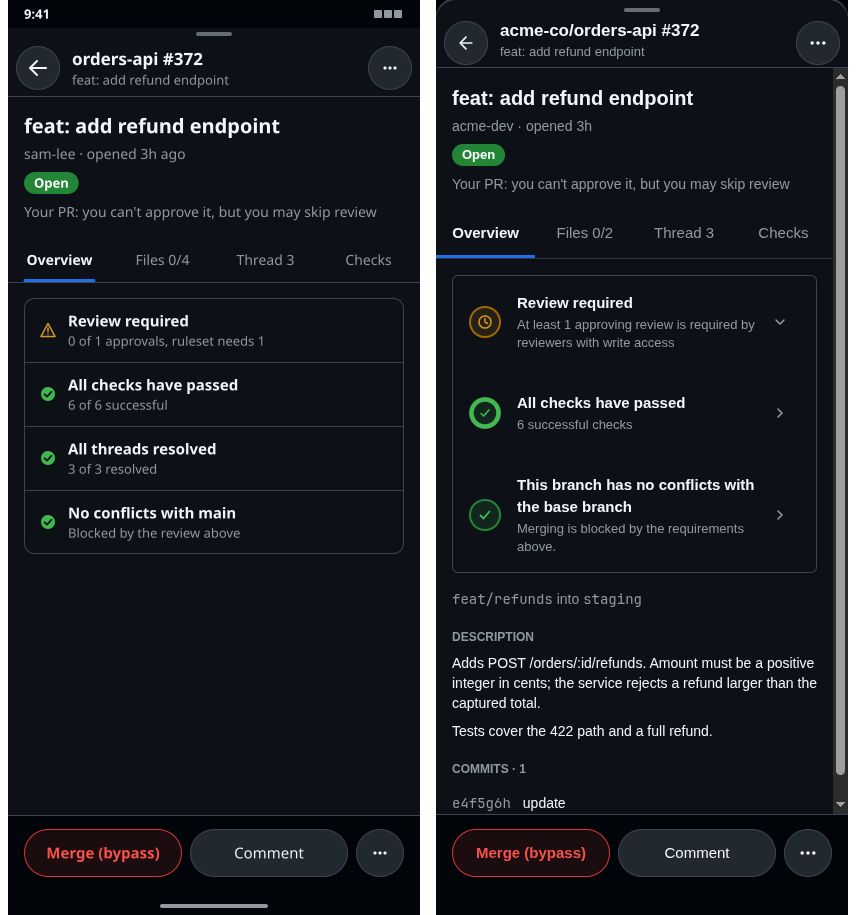 9:41
orders-api #372
feat: add refund endpoint
feat: add refund endpoint
sam-lee · opened 3h ago
Open
Your PR: you can't approve it, but you may skip review
Overview Files 0/4 Thread 3 Checks
Review required
0 of 1 approvals, ruleset needs 1
All checks have passed
6 of 6 successful
All threads resolved
3 of 3 resolved
No conflicts with main
Blocked by the review above
Merge (bypass) Comment
acme-co/orders-api #372
feat: add refund endpoint
feat: add refund endpoint
acme-dev · opened 3h
Open
Your PR: you can't approve it, but you may skip review
Overview Files 0/2 Thread 3 Checks
Review required
At least 1 approving review is required by
reviewers with write access
All checks have passed
6 successful checks
This branch has no conflicts with
the base branch
Merging is blocked by the requirements
above.
feat/refunds into staging
DESCRIPTION
Adds POST /orders/:id/refunds. Amount must be a positive
integer in cents; the service rejects a refund larger than the
captured total.
Tests cover the 422 path and a full refund.
COMMITS · 1
e4f5g6h update
Merge (bypass) Comment